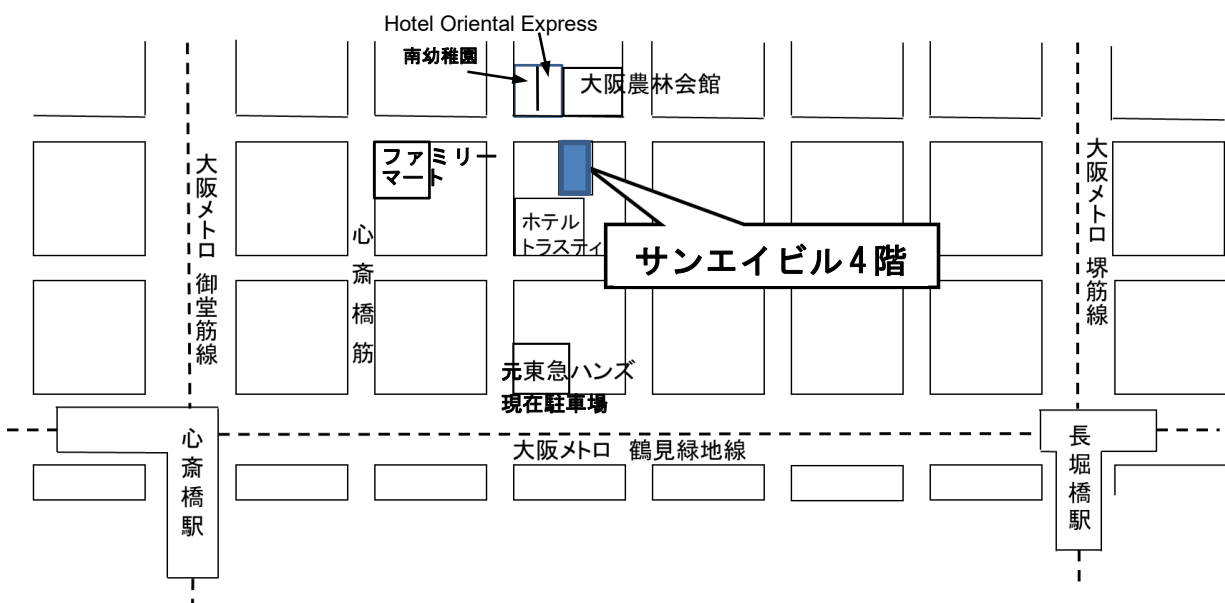 Hotel Oriental Express
南幼稚園
大阪農林会館
ファミリー
マート
大阪メトロ 御堂筋線
心斎橋筋
ホテル
トラスティ
サンエイビル4階
大阪メトロ 堺筋線
元東急ハンズ
現在駐車場
大阪メトロ 鶴見緑地線
心斎橋駅
長堀橋駅